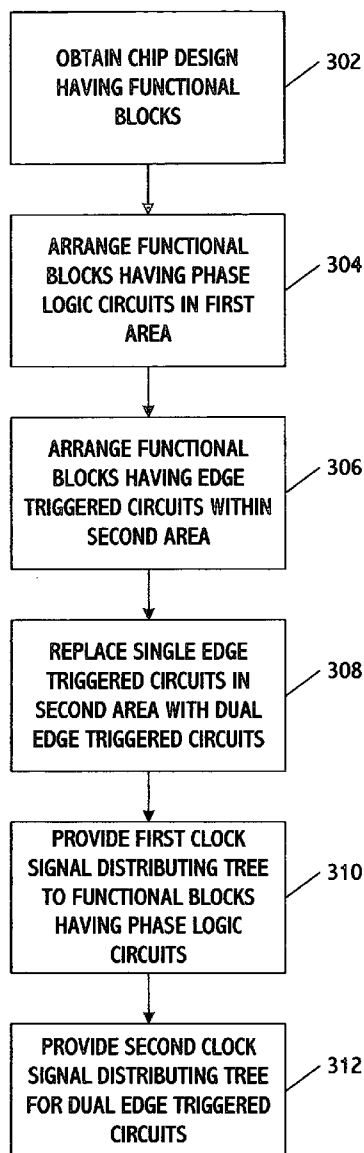 OBTAIN CHIP DESIGN
HAVING FUNCTIONAL
BLOCKS
302
ARRANGE FUNCTIONAL
BLOCKS HAVING PHASE
LOGIC CIRCUITS IN FIRST
AREA
304
ARRANGE FUNCTIONAL
BLOCKS HAVING EDGE
TRIGGERED CIRCUITS WITHIN
SECOND AREA
306
REPLACE SINGLE EDGE
TRIGGERED CIRCUITS IN
SECOND AREA WITH DUAL
EDGE TRIGGERED CIRCUITS
308
PROVIDE FIRST CLOCK
SIGNAL DISTRIBUTING TREE
TO FUNCTIONAL BLOCKS
HAVING PHASE LOGIC
CIRCUITS
310
PROVIDE SECOND CLOCK
SIGNAL DISTRIBUTING TREE
FOR DUAL EDGE TRIGGERED
CIRCUITS
312